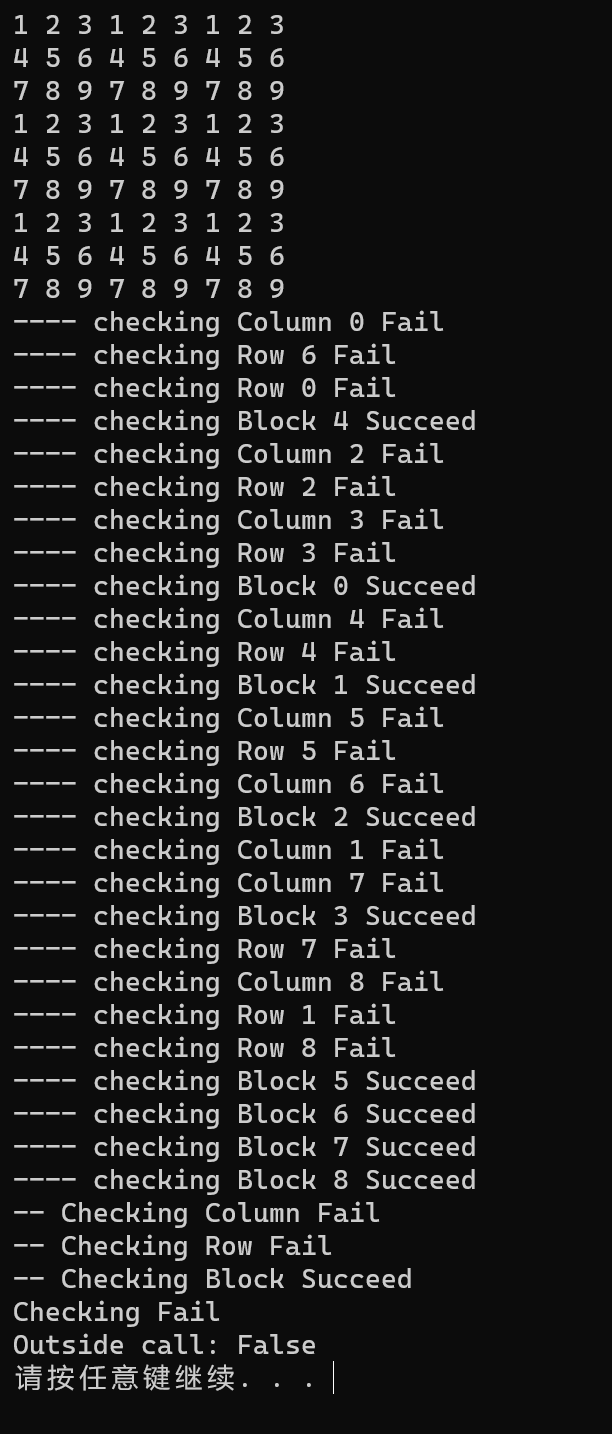 1 2 3 1 2 3 1 2 3
4 5 6 4 5 6 4 5 6
7 8 9 7 8 9 7 8 9
1 2 3 1 2 3 1 2 3
4 5 6 4 5 6 4 5 6
7 8 9 7 8 9 7 8 9
1 2 3 1 2 3 1 2 3
4 5 6 4 5 6 4 5 6
7 8 9 7 8 9 7 8 9
---- checking Column 0 Fail
---- checking Row 6 Fail
---- checking Row 0 Fail
---- checking Block 4 Succeed
---- checking Column 2 Fail
---- checking Row 2 Fail
---- checking Column 3 Fail
---- checking Row 3 Fail
---- checking Block 0 Succeed
---- checking Column 4 Fail
---- checking Row 4 Fail
---- checking Block 1 Succeed
---- checking Column 5 Fail
---- checking Row 5 Fail
---- checking Column 6 Fail
---- checking Block 2 Succeed
---- checking Column 1 Fail
---- checking Column 7 Fail
---- checking Block 3 Succeed
---- checking Row 7 Fail
---- checking Column 8 Fail
---- checking Row 1 Fail
---- checking Row 8 Fail
---- checking Block 5 Succeed
---- checking Block 6 Succeed
---- checking Block 7 Succeed
---- checking Block 8 Succeed
-- Checking Column Fail
-- Checking Row Fail
-- Checking Block Succeed
Checking Fail
Outside call: False
请按任意键继续. . .